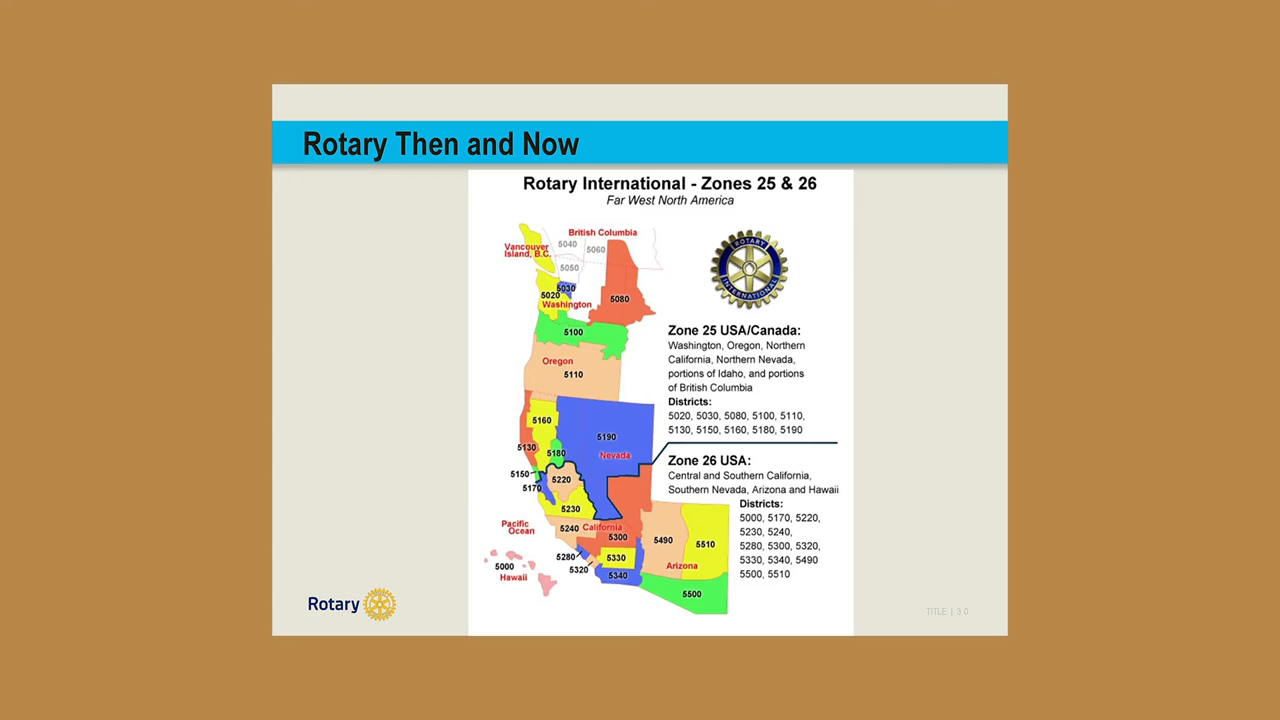 Rotary Then and Now
Rotary International - Zones 25 & 26
Far West North America
British Columbia
Vancouver
Island, B.C.
5040
5060
5050
5030
5020
5080
Washington
5100
Oregon
5110
5160
5190
5130
5180
Nevada
5150
5220
5170
5230
Pacific
Ocean
5240
California
5300
5490
5510
5280
5330
5000
5320
Arizona
Hawaii
5340
5500
ROTARY
INTERNATIONAL
Zone 25 USA/Canada:
Washington, Oregon, Northern
California, Northern Nevada,
portions of Idaho, and portions
of British Columbia
Districts:
5020, 5030, 5080, 5100, 5110,
5130, 5150, 5160, 5180, 5190
Zone 26 USA:
Central and Southern California,
Southern Nevada, Arizona and Hawaii
Districts:
5000, 5170, 5220,
5230, 5240,
5280, 5300, 5320,
5330, 5340, 5490
5500, 5510
Rotary
TITLE | 3.0